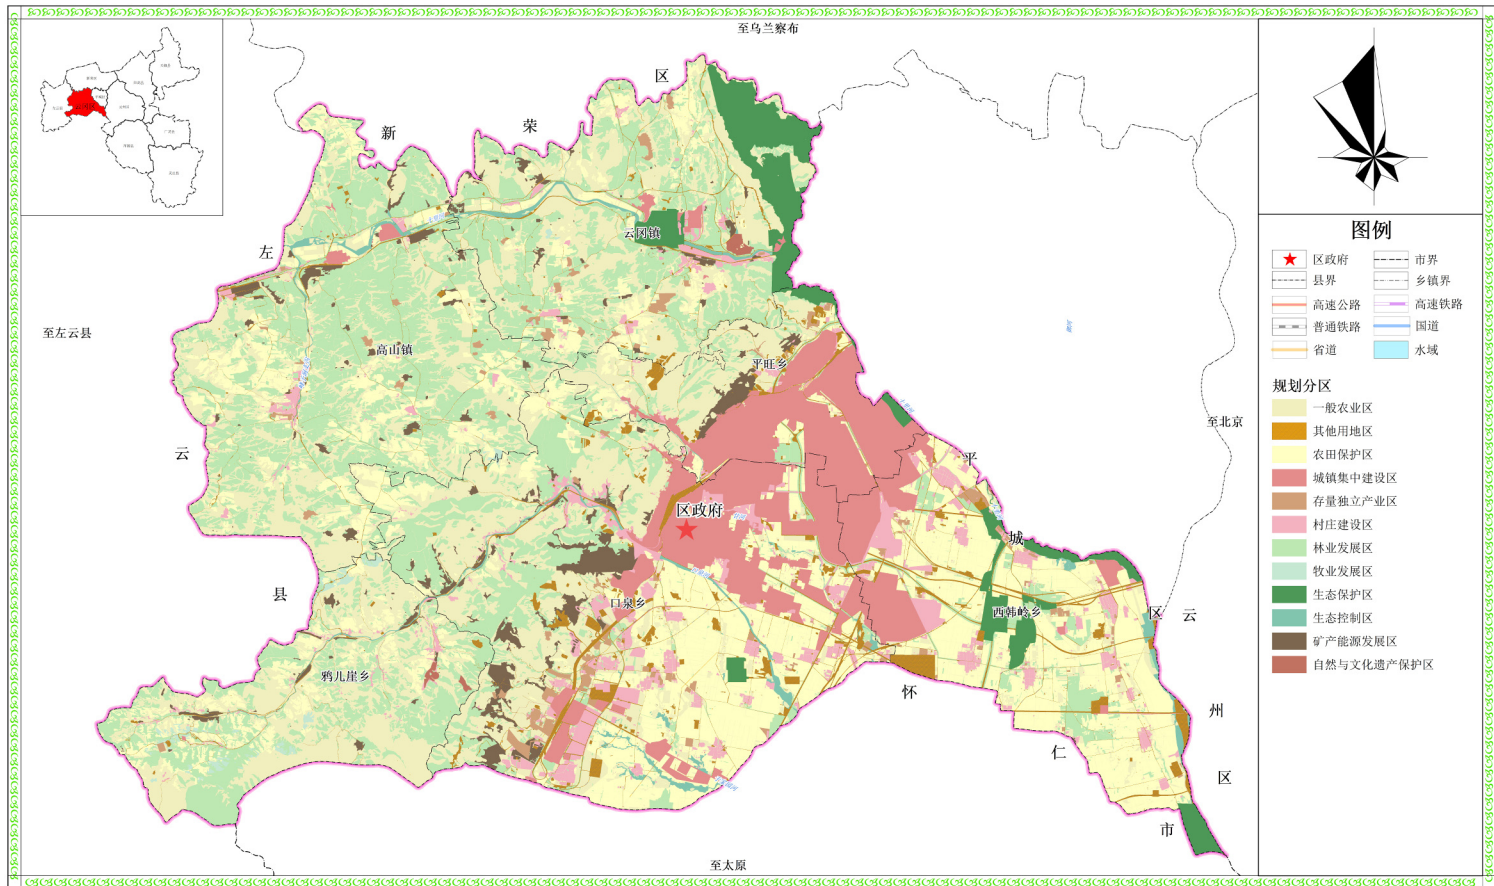 至乌兰察布
区
新
荣
左
云
县
至左云县
云冈镇
高山镇
平旺乡
区政府
口泉乡
鸦儿崖乡
西韩岭乡
平
城
区
云
州
区
怀
仁
市
至北京
至太原
图例
区政府
市界
县界
乡镇界
高速公路
高速铁路
普通铁路
国道
省道
水域
规划分区
一般农业区
其他用地区
农田保护区
城镇集中建设区
存量独立产业区
村庄建设区
林业发展区
牧业发展区
生态保护区
生态控制区
矿产能源发展区
自然与文化遗产保护区